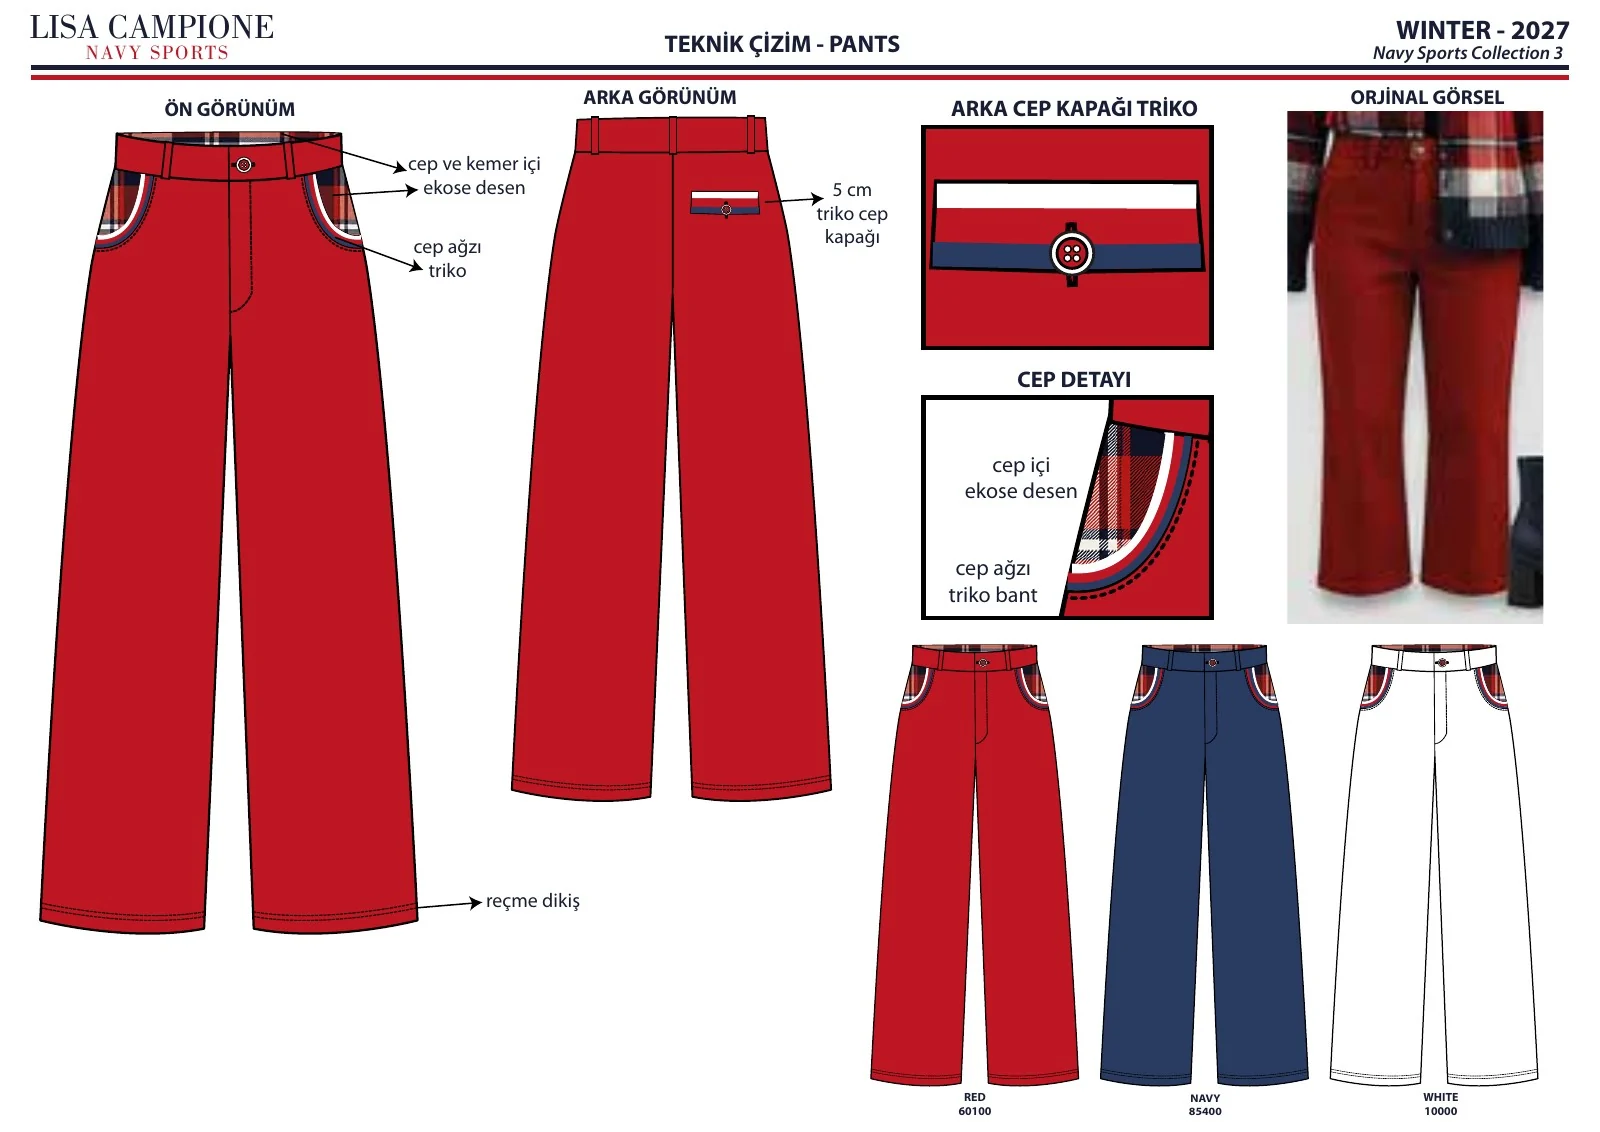 LISA CAMPIONE
NAVY SPORTS
TEKNİK ÇİZİM - PANTS
WINTER - 2027
Navy Sports Collection 3
ÖN GÖRÜNÜM
ARKA GÖRÜNÜM
ARKA CEP KAPAĞI TRİKO
ORJİNAL GÖRSEL
cep ve kemer içi
ekose desen
cep ağzı
triko
5 cm
triko cep
kapağı
CEP DETAYI
cep içi
ekose desen
cep ağzı
triko bant
reçme dikiş
RED
60100
NAVY
85400
WHITE
10000